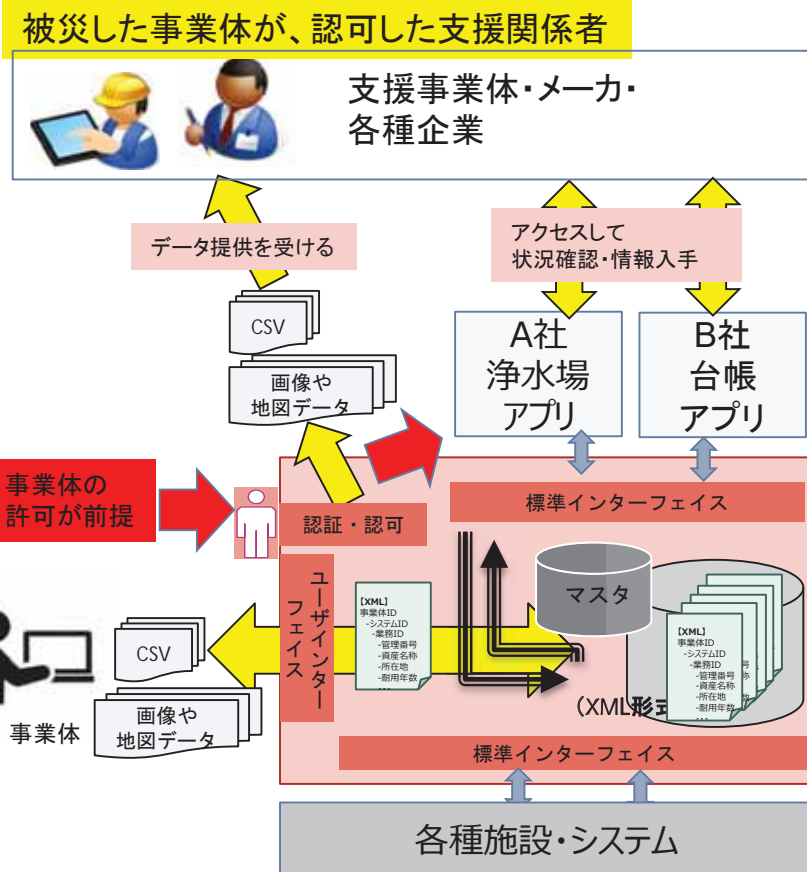 被災した事業体が、認可した支援関係者
支援事業体・メーカ・
各種企業
データ提供を受ける
アクセスして
状況確認・情報入手
CSV
画像や
地図データ
A社
浄水場
アプリ
B社
台帳
アプリ
事業体の
許可が前提
認証・認可
標準インターフェイス
ユーザインター
フェイス
【XML】
事業体ID
-システムID
-業務ID
-管理番号
-資産名称
-所在地
-耐用年数
...
マスタ
【XML】
事業体ID
-システムID
-業務ID
-管理番号
-資産名称
-所在地
-耐用年数
...
号
称
数
(XML形式
CSV
画像や
地図データ
事業体
標準インターフェイス
各種施設・システム